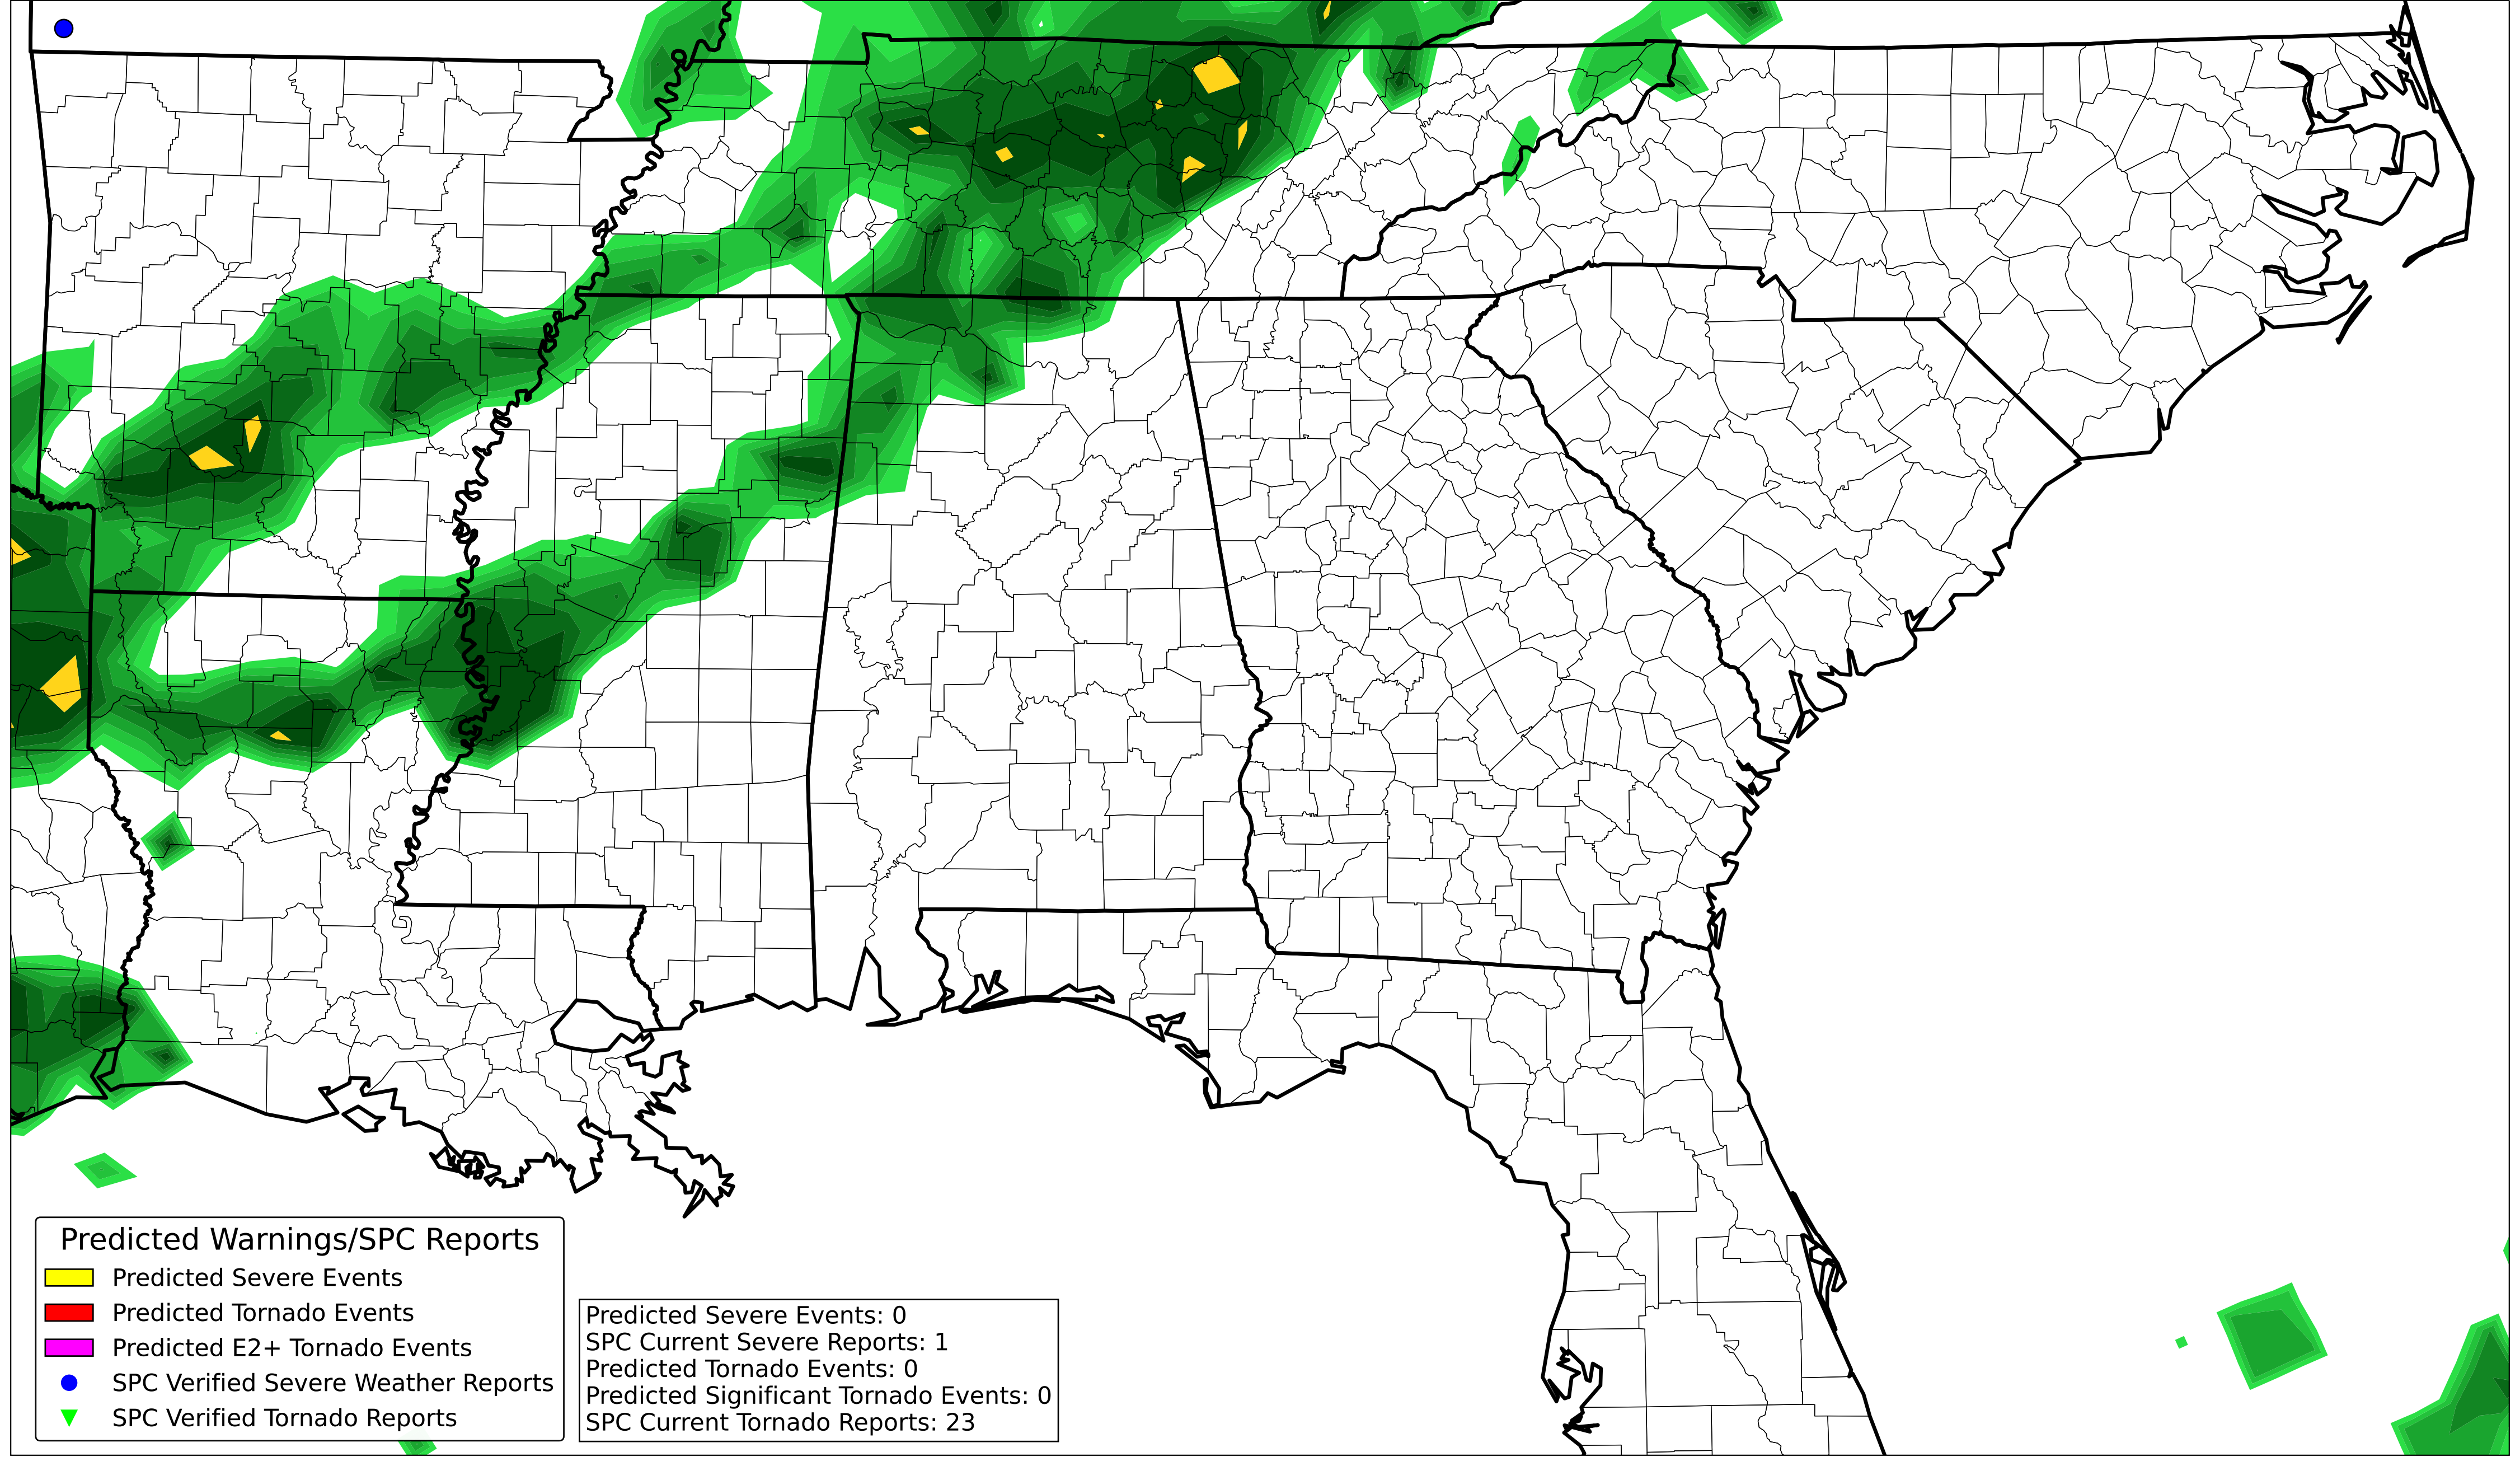 Predicted Warnings/SPC Reports
Predicted Severe Events
Predicted Tornado Events
Predicted E2+ Tornado Events
SPC Verified Severe Weather Reports
SPC Verified Tornado Reports
Predicted Severe Events: 0
SPC Current Severe Reports: 1
Predicted Tornado Events: 0
Predicted Significant Tornado Events: 0
SPC Current Tornado Reports: 23